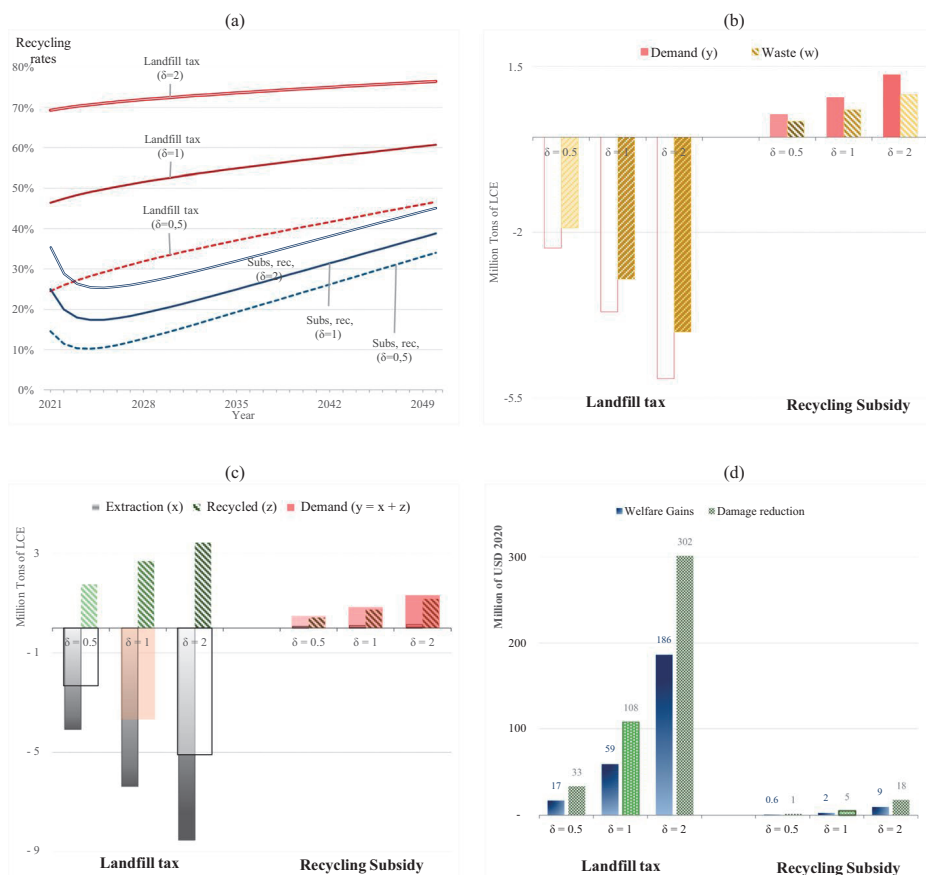 (a)
Recycling
rates
80%
70%
60%
50%
40%
30%
20%
10%
0%
Landfill tax
(δ=2)
Landfill tax
(δ=1)
Landfill tax
(δ=0,5)
Subs, rec,
(δ=2)
Subs, rec,
(δ=1)
Subs, rec,
(δ=0,5)
2021 2028 2035 2042 2049
Year
(b)
Demand (y) Waste (w)
Million Tons of LCE
1.5
-2
-5.5
δ = 0.5 δ = 1 δ = 2 δ = 0.5 δ = 1 δ = 2
Landfill tax Recycling Subsidy
(c)
Extraction (x) Recycled (z) Demand (y = x + z)
Million Tons of LCE
3
- 1
- 5
- 9
δ = 0.5 δ = 1 δ = 2 δ = 0.5 δ = 1 δ = 2
Landfill tax Recycling Subsidy
(d)
Welfare Gains Damage reduction
Million of USD 2020
300
200
100
-
17 33 59 108 186 302 0.6 1 2 5 9 18
δ = 0.5 δ = 1 δ = 2 δ = 0.5 δ = 1 δ = 2
Landfill tax Recycling Subsidy